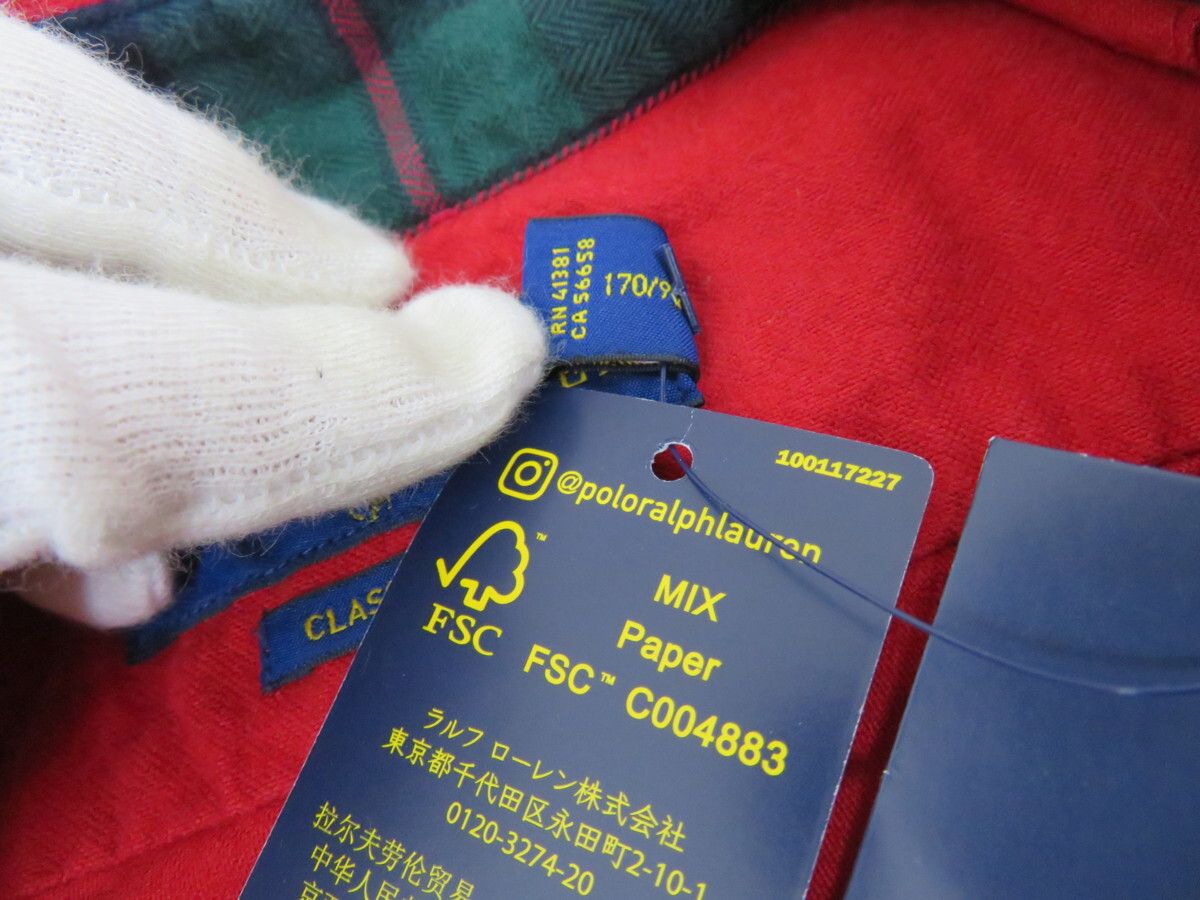 RN 41381
CA 56658
CLAS
100117227
@poloralphlauren
™
FSC
MIX
Paper
FSC™ C004883
ラルフ ローレン株式会社
東京都千代田区永田町2-10-1
0120-3274-20
拉尔夫劳伦贸易
中华人民